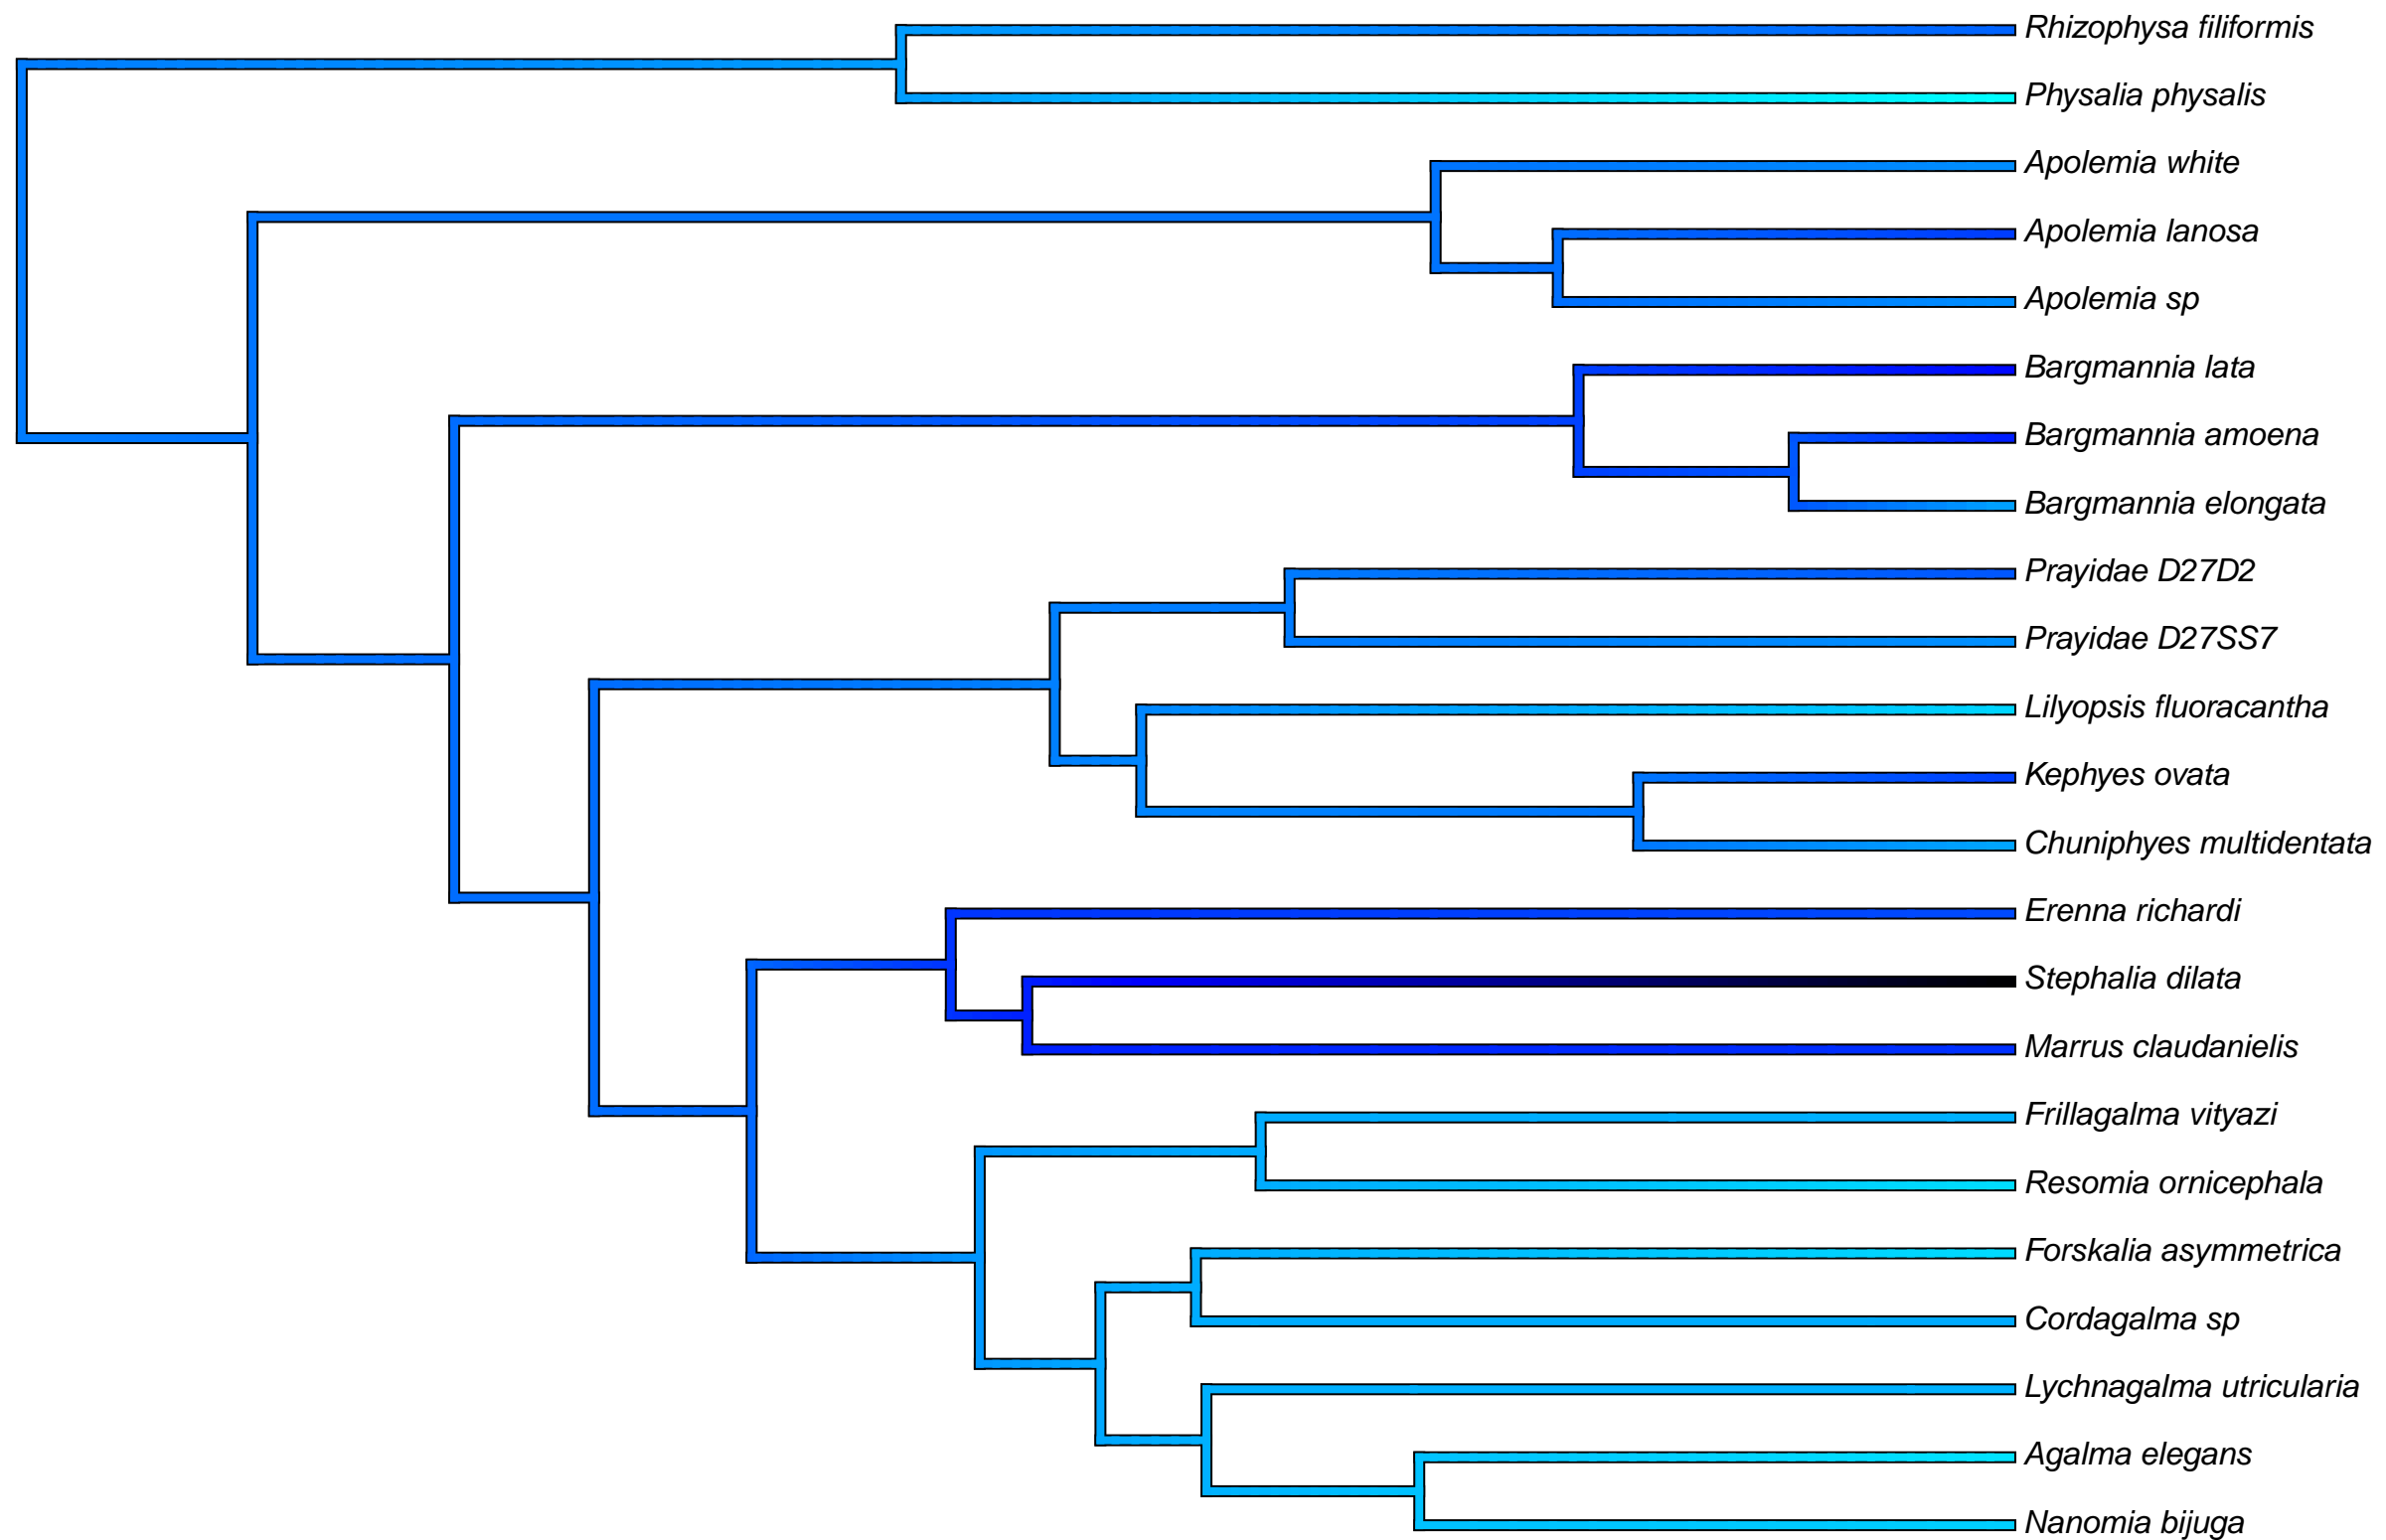 Rhizophysa filiformis
Physalia physalis
Apolemia white
Apolemia lanosa
Apolemia sp
Bargmannia lata
Bargmannia amoena
Bargmannia elongata
Prayidae D27D2
Prayidae D27SS7
Lilyopsis fluoracantha
Kephyes ovata
Chuniphyes multidentata
Erenna richardi
Stephalia dilata
Marrus claudanielis
Frillagalma vityazi
Resomia ornicephala
Forskalia asymmetrica
Cordagalma sp
Lychnagalma utricularia
Agalma elegans
Nanomia bijuga